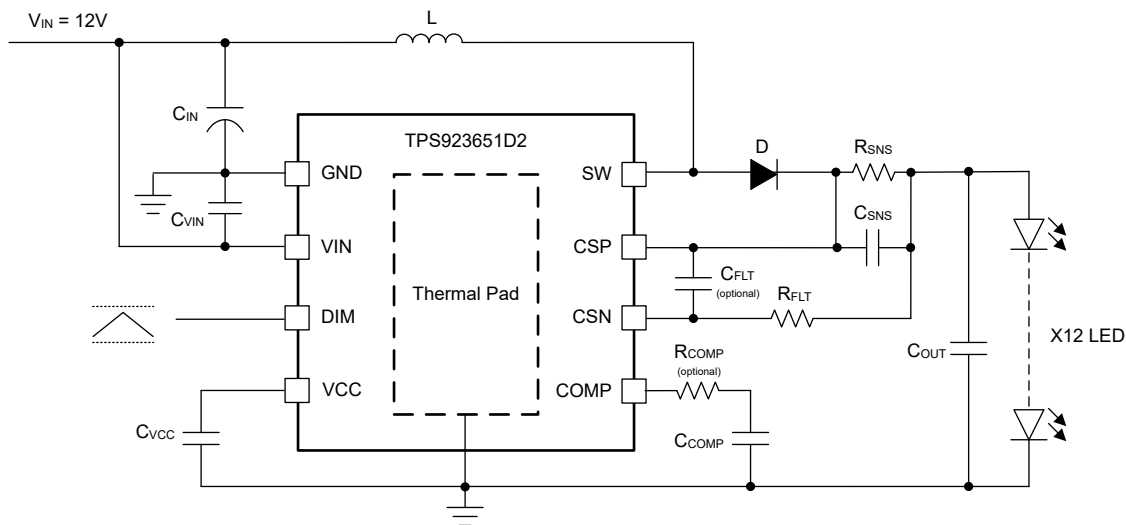 VIN = 12V
L
CIN
TPS923651D2
D
RSNS
GND
SW
CVIN
CSNS
VIN
CSP
CFLT
(optional)
Thermal Pad
RFLT
DIM
CSN
COUT
X12 LED
RCOMP
(optional)
VCC
COMP
CVCC
CCOMP